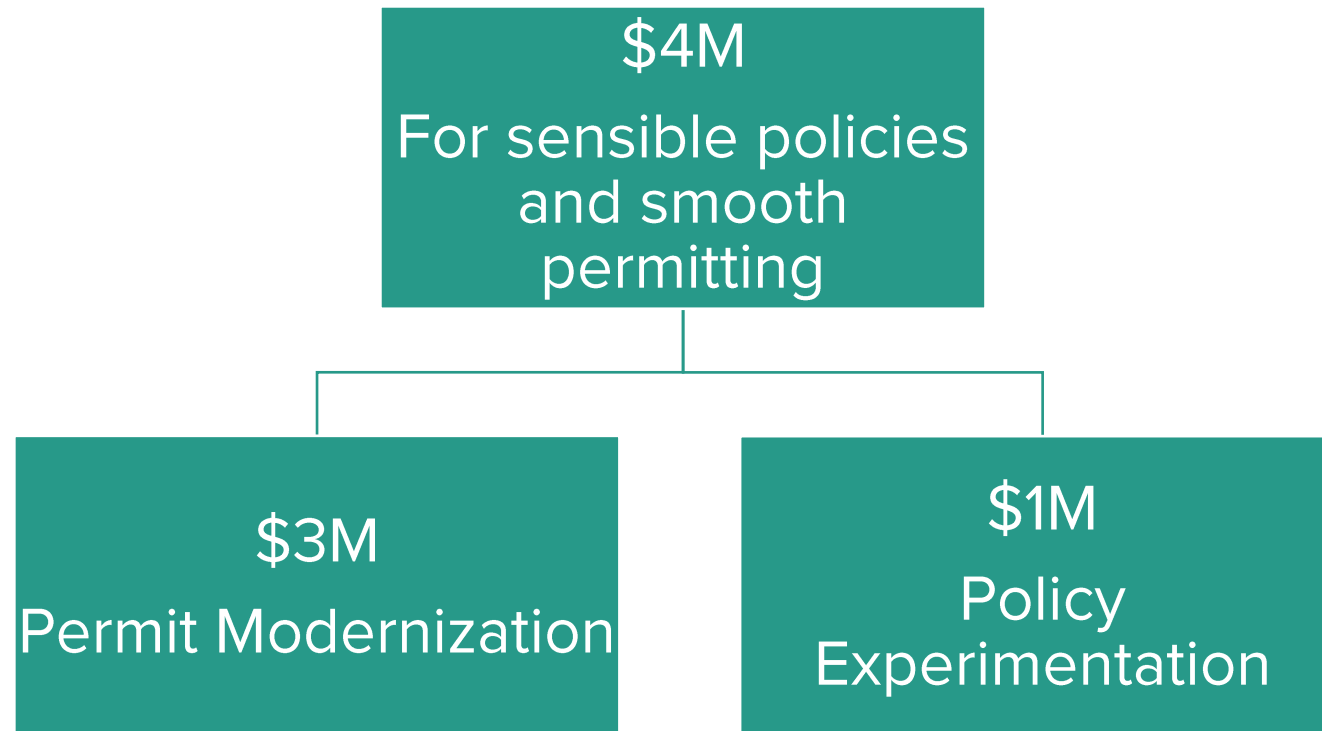 $4M
For sensible policies
and smooth
permitting
$3M
Permit Modernization
$1M
Policy
Experimentation